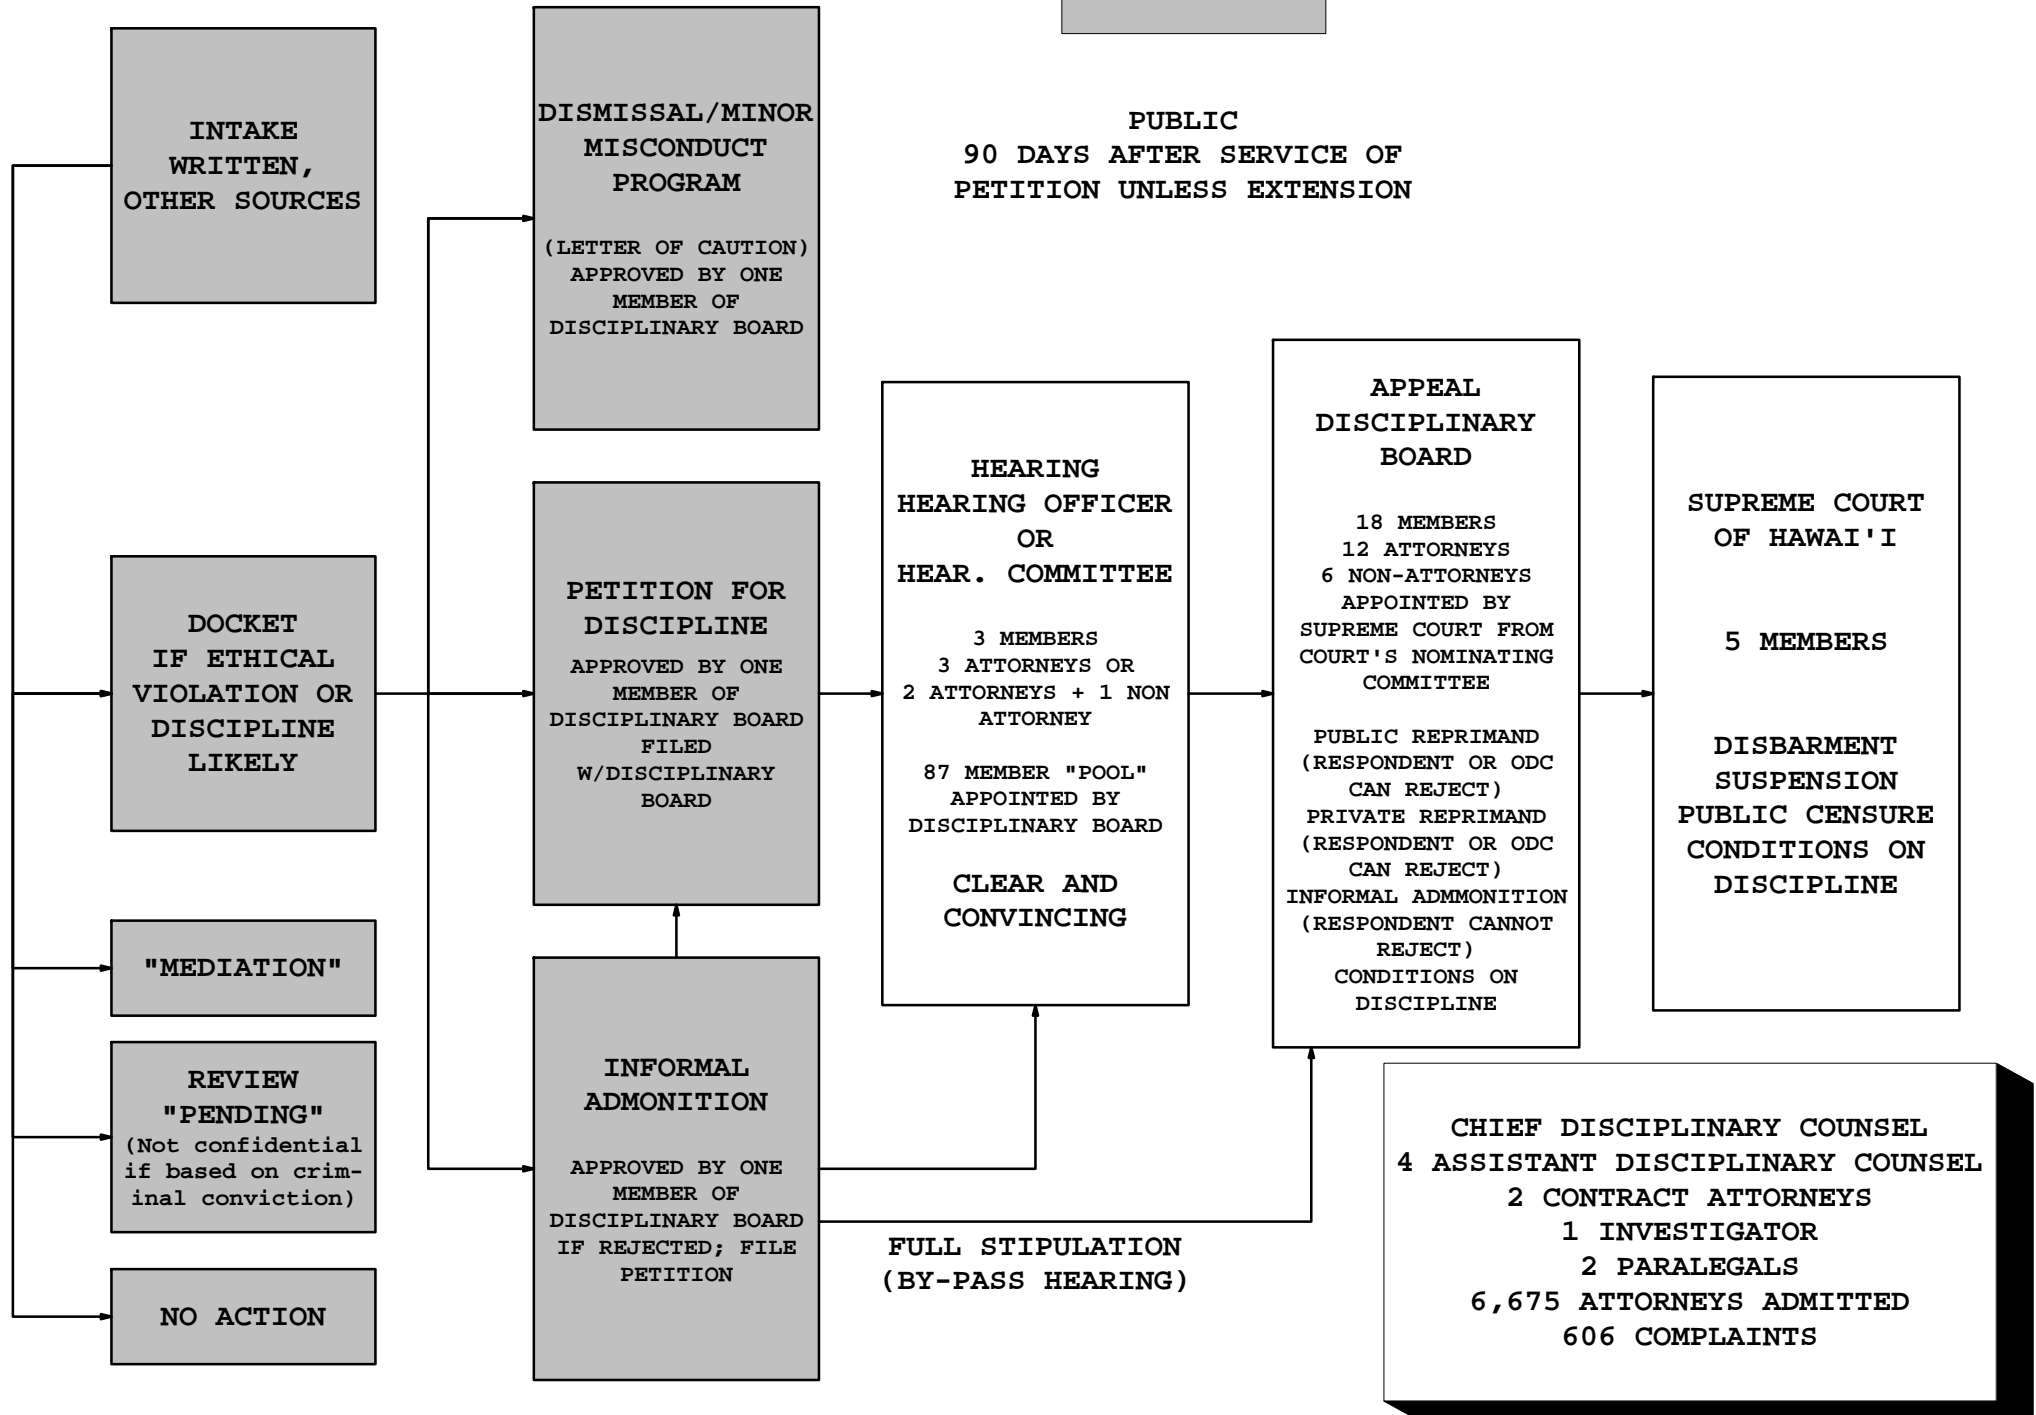 INTAKE
WRITTEN,
OTHER SOURCES
DOCKET
IF ETHICAL
VIOLATION OR
DISCIPLINE
LIKELY
"MEDIATION"
REVIEW
"PENDING"
(Not confidential
if based on crim-
inal conviction)
NO ACTION
DISMISSAL/MINOR
MISCONDUCT
PROGRAM
(LETTER OF CAUTION)
APPROVED BY ONE
MEMBER OF
DISCIPLINARY BOARD
PETITION FOR
DISCIPLINE
APPROVED BY ONE
MEMBER OF
DISCIPLINARY BOARD
FILED
W/DISCIPLINARY
BOARD
INFORMAL
ADMONITION
APPROVED BY ONE
MEMBER OF
DISCIPLINARY BOARD
IF REJECTED; FILE
PETITION
PUBLIC
90 DAYS AFTER SERVICE OF
PETITION UNLESS EXTENSION
HEARING
HEARING OFFICER
OR
HEAR. COMMITTEE
3 MEMBERS
3 ATTORNEYS OR
2 ATTORNEYS + 1 NON
ATTORNEY
87 MEMBER "POOL"
APPOINTED BY
DISCIPLINARY BOARD
CLEAR AND
CONVINCING
FULL STIPULATION
(BY-PASS HEARING)
APPEAL
DISCIPLINARY
BOARD
18 MEMBERS
12 ATTORNEYS
6 NON-ATTORNEYS
APPOINTED BY
SUPREME COURT FROM
COURT'S NOMINATING
COMMITTEE
PUBLIC REPRIMAND
(RESPONDENT OR ODC
CAN REJECT)
PRIVATE REPRIMAND
(RESPONDENT OR ODC
CAN REJECT)
INFORMAL ADMMONITION
(RESPONDENT CANNOT
REJECT)
CONDITIONS ON
DISCIPLINE
SUPREME COURT
OF HAWAI'I
5 MEMBERS
DISBARMENT
SUSPENSION
PUBLIC CENSURE
CONDITIONS ON
DISCIPLINE
CHIEF DISCIPLINARY COUNSEL
4 ASSISTANT DISCIPLINARY COUNSEL
2 CONTRACT ATTORNEYS
1 INVESTIGATOR
2 PARALEGALS
6,675 ATTORNEYS ADMITTED
606 COMPLAINTS